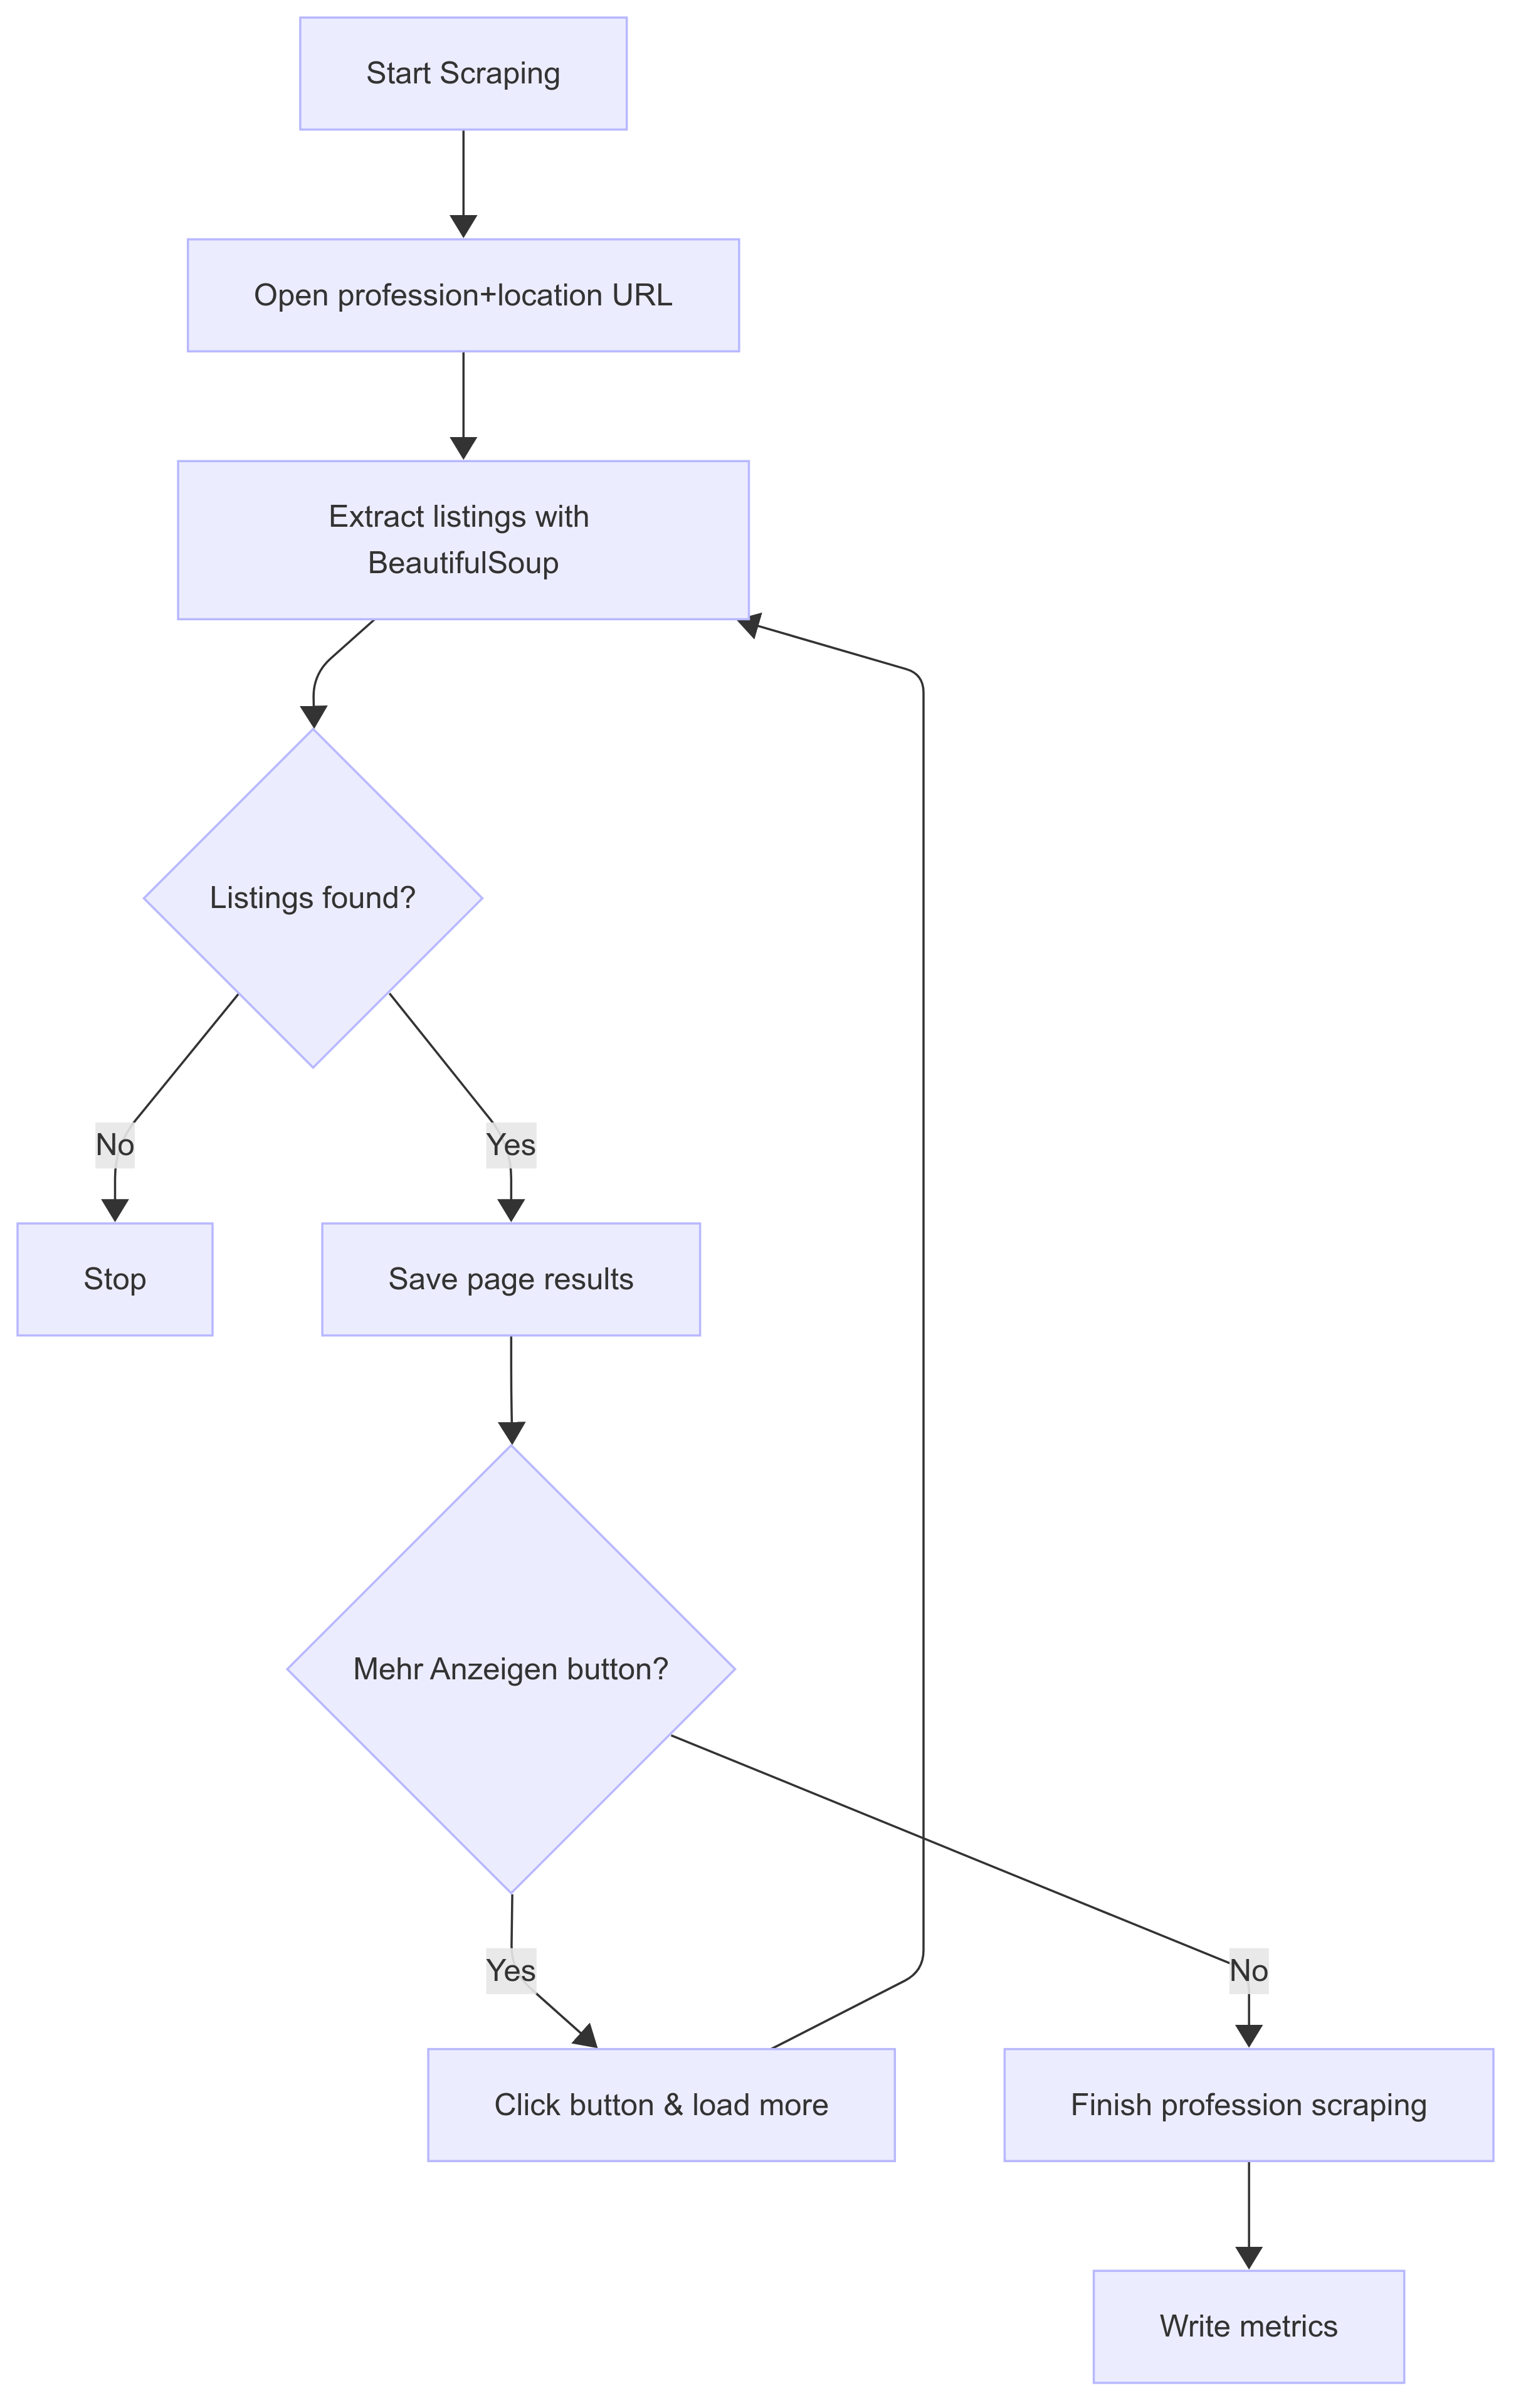 Start Scraping
Open profession+location URL
Extract listings with
BeautifulSoup
Listings found?
No
Yes
Stop
Save page results
Mehr Anzeigen button?
Yes
No
Click button & load more
Finish profession scraping
Write metrics